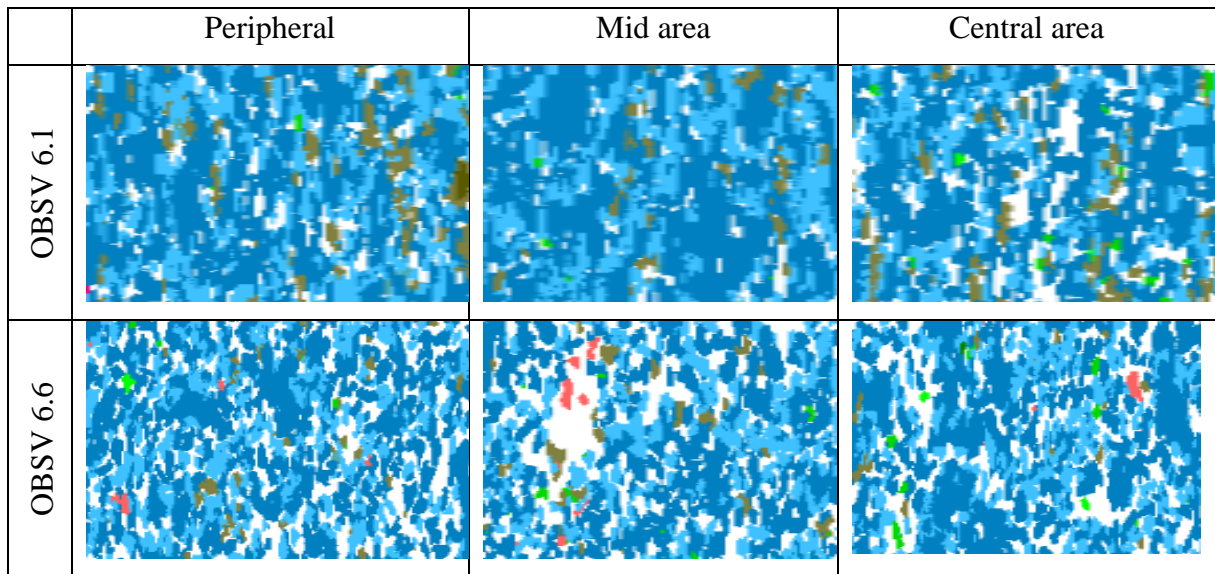 Peripheral
Mid area
Central area
OBSV 6.1
OBSV 6.6